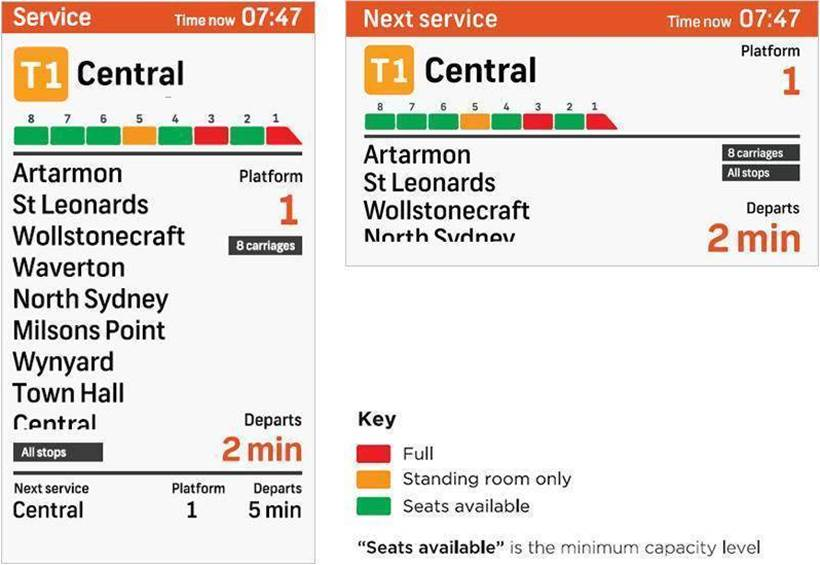 Service Time now 07:47
T1 Central
8 7 6 5 4 3 2 1
Artarmon
Platform
St Leonards
1
Wollstonecraft
8 carriages
Waverton
North Sydney
Milsons Point
Wynyard
Town Hall
Central
Departs
All stops
2 min
Next service Platform Departs
Central 1 5 min
Next service Time now 07:47
T1 Central
Platform
1
8 7 6 5 4 3 2 1
Artarmon
8 carriages
St Leonards
All stops
Wollstonecraft
Departs
North Sydney
2 min
Key
Full
Standing room only
Seats available
“Seats available” is the minimum capacity level